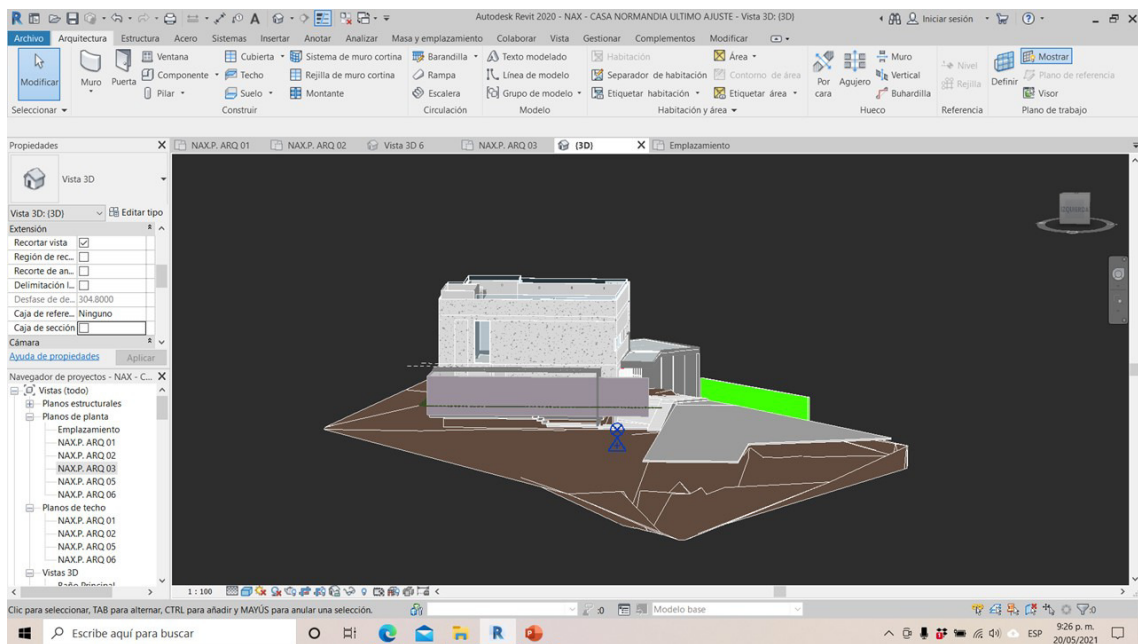 Autodesk Revit 2020 - NAX - CASA NORMANDIA ULTIMO AJUSTE - Vista 3D: {3D}
Iniciar sesión
Archivo Arquitectura Estructura Acero Sistemas Insertar Anotar Analizar Masa y emplazamiento Colaborar Vista Gestionar Complementos Modificar
Modificar
Muro
Puerta
Ventana
Componente
Pilar
Cubierta
Techo
Suelo
Sistema de muro cortina
Rejilla de muro cortina
Montante
Barandilla
Rampa
Escalera
Texto modelado
Línea de modelo
Grupo de modelo
Habitación
Separador de habitación
Etiquetar habitación
Área
Contorno de área
Etiquetar área
Por cara
Agujero
Muro
Vertical
Buhardilla
Nivel
Rejilla
Definir
Mostrar
Plano de referencia
Visor
Seleccionar Construir Circulación Modelo Habitación y área Hueco Referencia Plano de trabajo
Propiedades
NAX.P. ARQ 01 NAX.P. ARQ 02 Vista 3D 6 NAX.P. ARQ 03 {3D} Emplazamiento
Vista 3D
Vista 3D: {3D} Editar tipo
Extensión
Recortar vista
Región de rec...
Recorte de an...
Delimitación l...
Desfase de de... 304.8000
Caja de refere... Ninguno
Caja de sección
Cámara
Ayuda de propiedades Aplicar
Navegador de proyectos - NAX - C...
Vistas (todo)
Planos estructurales
Planos de planta
Emplazamiento
NAX.P. ARQ 01
NAX.P. ARQ 02
NAX.P. ARQ 03
NAX.P. ARQ 05
NAX.P. ARQ 06
Planos de techo
NAX.P. ARQ 01
NAX.P. ARQ 02
NAX.P. ARQ 05
NAX.P. ARQ 06
Vistas 3D
Baño Principal
1 : 100
Clic para seleccionar, TAB para alternar, CTRL para añadir y MAYÚS para anular una selección.
:0
Modelo base
:0
Escribe aquí para buscar
ESP
9:26 p. m.
20/05/2021